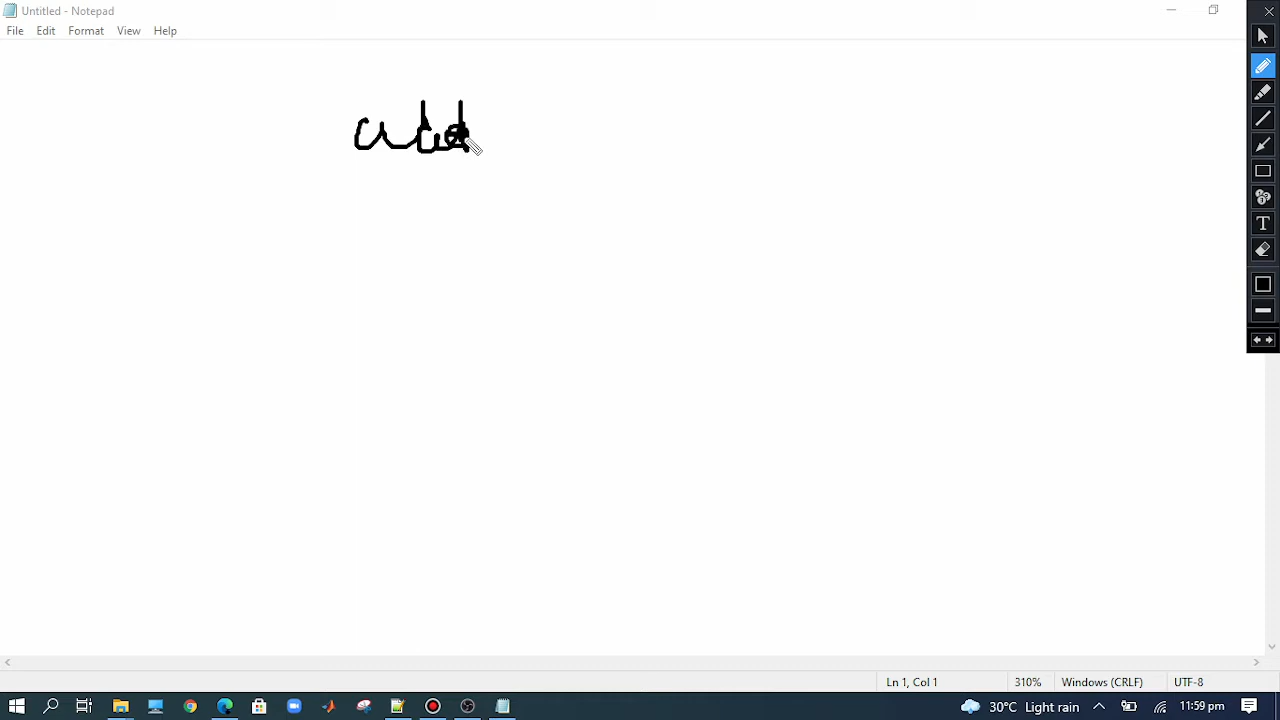 Untitled - Notepad
File Edit Format View Help
add
T
Ln 1, Col 1 310% Windows (CRLF) UTF-8
30°C Light rain 11:59 pm